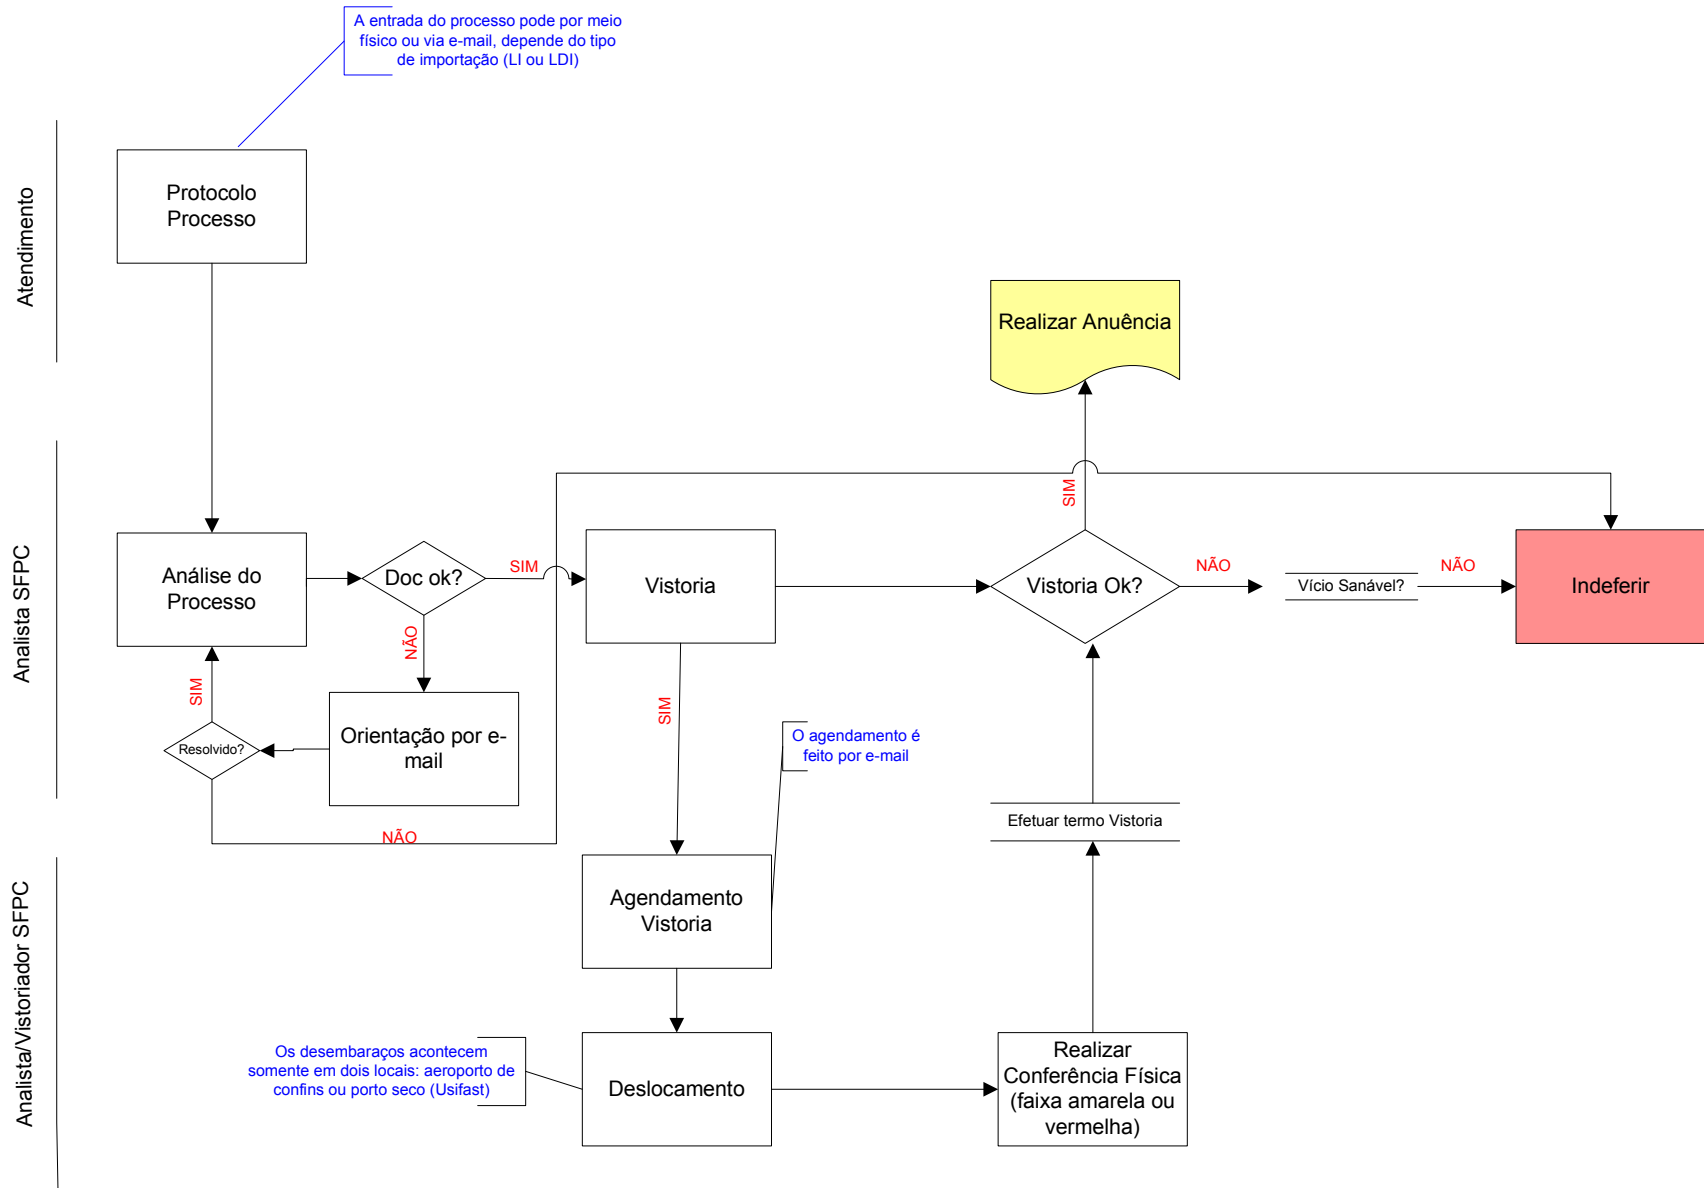 A entrada do processo pode por meio
físico ou via e-mail, depende do tipo
de importação (LI ou LDI)
Atendimento
Protocolo
Processo
Realizar Anuência
Analista SFPC
Análise do
Processo
Doc ok?
SIM
Vistoria
SIM
Vistoria Ok?
NÃO
Vício Sanável?
NÃO
Indeferir
NÃO
SIM
Resolvido?
Orientação por e-
mail
SIM
O agendamento é
feito por e-mail
NÃO
Efetuar termo Vistoria
Analista/Vistoriador SFPC
Agendamento
Vistoria
Os desembaraços acontecem
somente em dois locais: aeroporto de
confins ou porto seco (Usifast)
Deslocamento
Realizar
Conferência Física
(faixa amarela ou
vermelha)